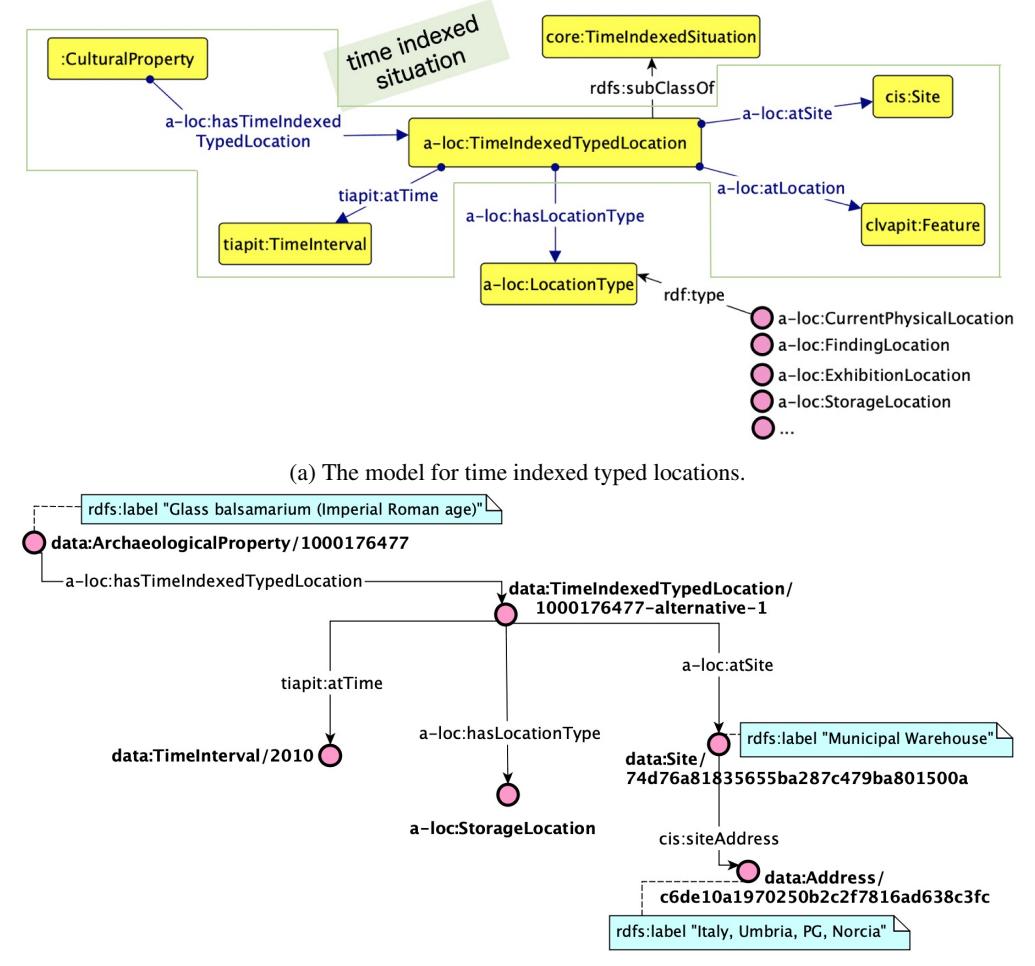 time indexed
situation
:CulturalProperty
core:TimeIndexedSituation
rdfs:subClassOf
cis:Site
a-loc:hasTimeIndexed
TypedLocation
a-loc:TimeIndexedTypedLocation
a-loc:atSite
tiapit:atTime
a-loc:hasLocationType
a-loc:atLocation
tiapit:TimeInterval
clvapit:Feature
a-loc:LocationType
rdf:type
a-loc:CurrentPhysicalLocation
a-loc:FindingLocation
a-loc:ExhibitionLocation
a-loc:StorageLocation
...
(a) The model for time indexed typed locations.
rdfs:label "Glass balsamarium (Imperial Roman age)"
data:ArchaeologicalProperty/1000176477
a-loc:hasTimeIndexedTypedLocation
data:TimeIndexedTypedLocation/
1000176477-alternative-1
a-loc:atSite
tiapit:atTime
a-loc:hasLocationType
rdfs:label "Municipal Warehouse"
data:TimeInterval/2010
data:Site/
74d76a81835655ba287c479ba801500a
a-loc:StorageLocation
cis:siteAddress
data:Address/
c6de10a1970250b2c2f7816ad638c3fc
rdfs:label "Italy, Umbria, PG, Norcia"